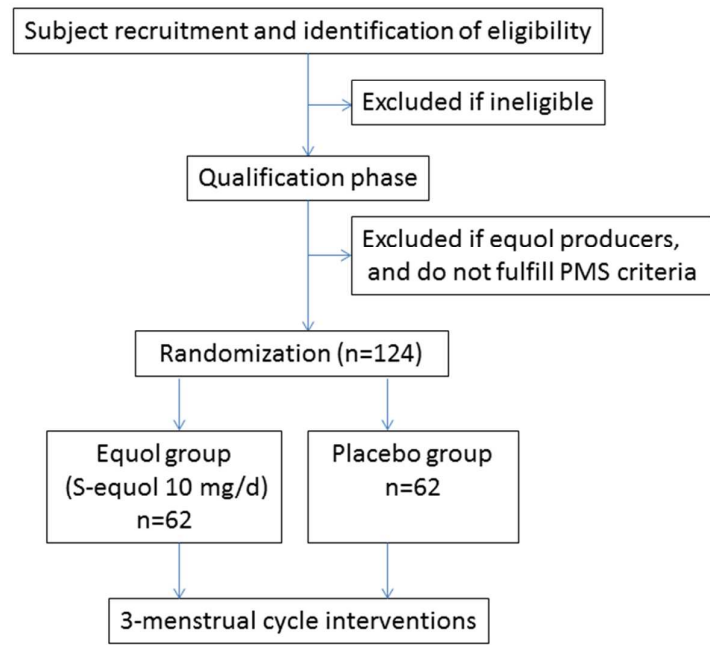 Subject recruitment and identification of eligibility
Excluded if ineligible
Qualification phase
Excluded if equol producers,
and do not fulfill PMS criteria
Randomization (n=124)
Equol group
(S-equol 10 mg/d)
n=62
Placebo group
n=62
3-menstrual cycle interventions